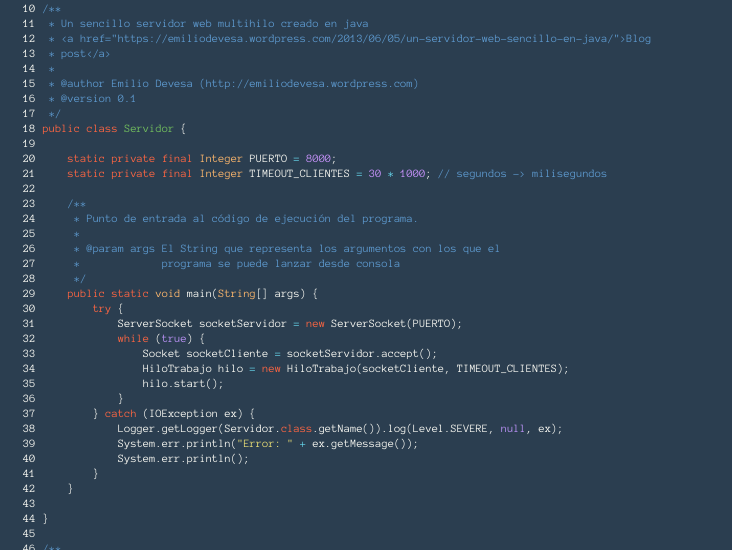 10 /**
11  * Un sencillo servidor web multihilo creado en java
12  * <a href="https://emiliodevesa.wordpress.com/2013/06/05/un-servidor-web-sencillo-en-java/">Blog
13  * post</a>
14  *
15  * @author Emilio Devesa (http://emiliodevesa.wordpress.com)
16  * @version 0.1
17  */
18 public class Servidor {
19
20     static private final Integer PUERTO = 8000;
21     static private final Integer TIMEOUT_CLIENTES = 30 * 1000; // segundos -> milisegundos
22
23     /**
24      * Punto de entrada al código de ejecución del programa.
25      *
26      * @param args El String que representa los argumentos con los que el
27      *             programa se puede lanzar desde consola
28      */
29     public static void main(String[] args) {
30         try {
31             ServerSocket socketServidor = new ServerSocket(PUERTO);
32             while (true) {
33                 Socket socketCliente = socketServidor.accept();
34                 HiloTrabajo hilo = new HiloTrabajo(socketCliente, TIMEOUT_CLIENTES);
35                 hilo.start();
36             }
37         } catch (IOException ex) {
38             Logger.getLogger(Servidor.class.getName()).log(Level.SEVERE, null, ex);
39             System.err.println("Error: " + ex.getMessage());
40             System.err.println();
41         }
42     }
43
44 }
45
46 /**